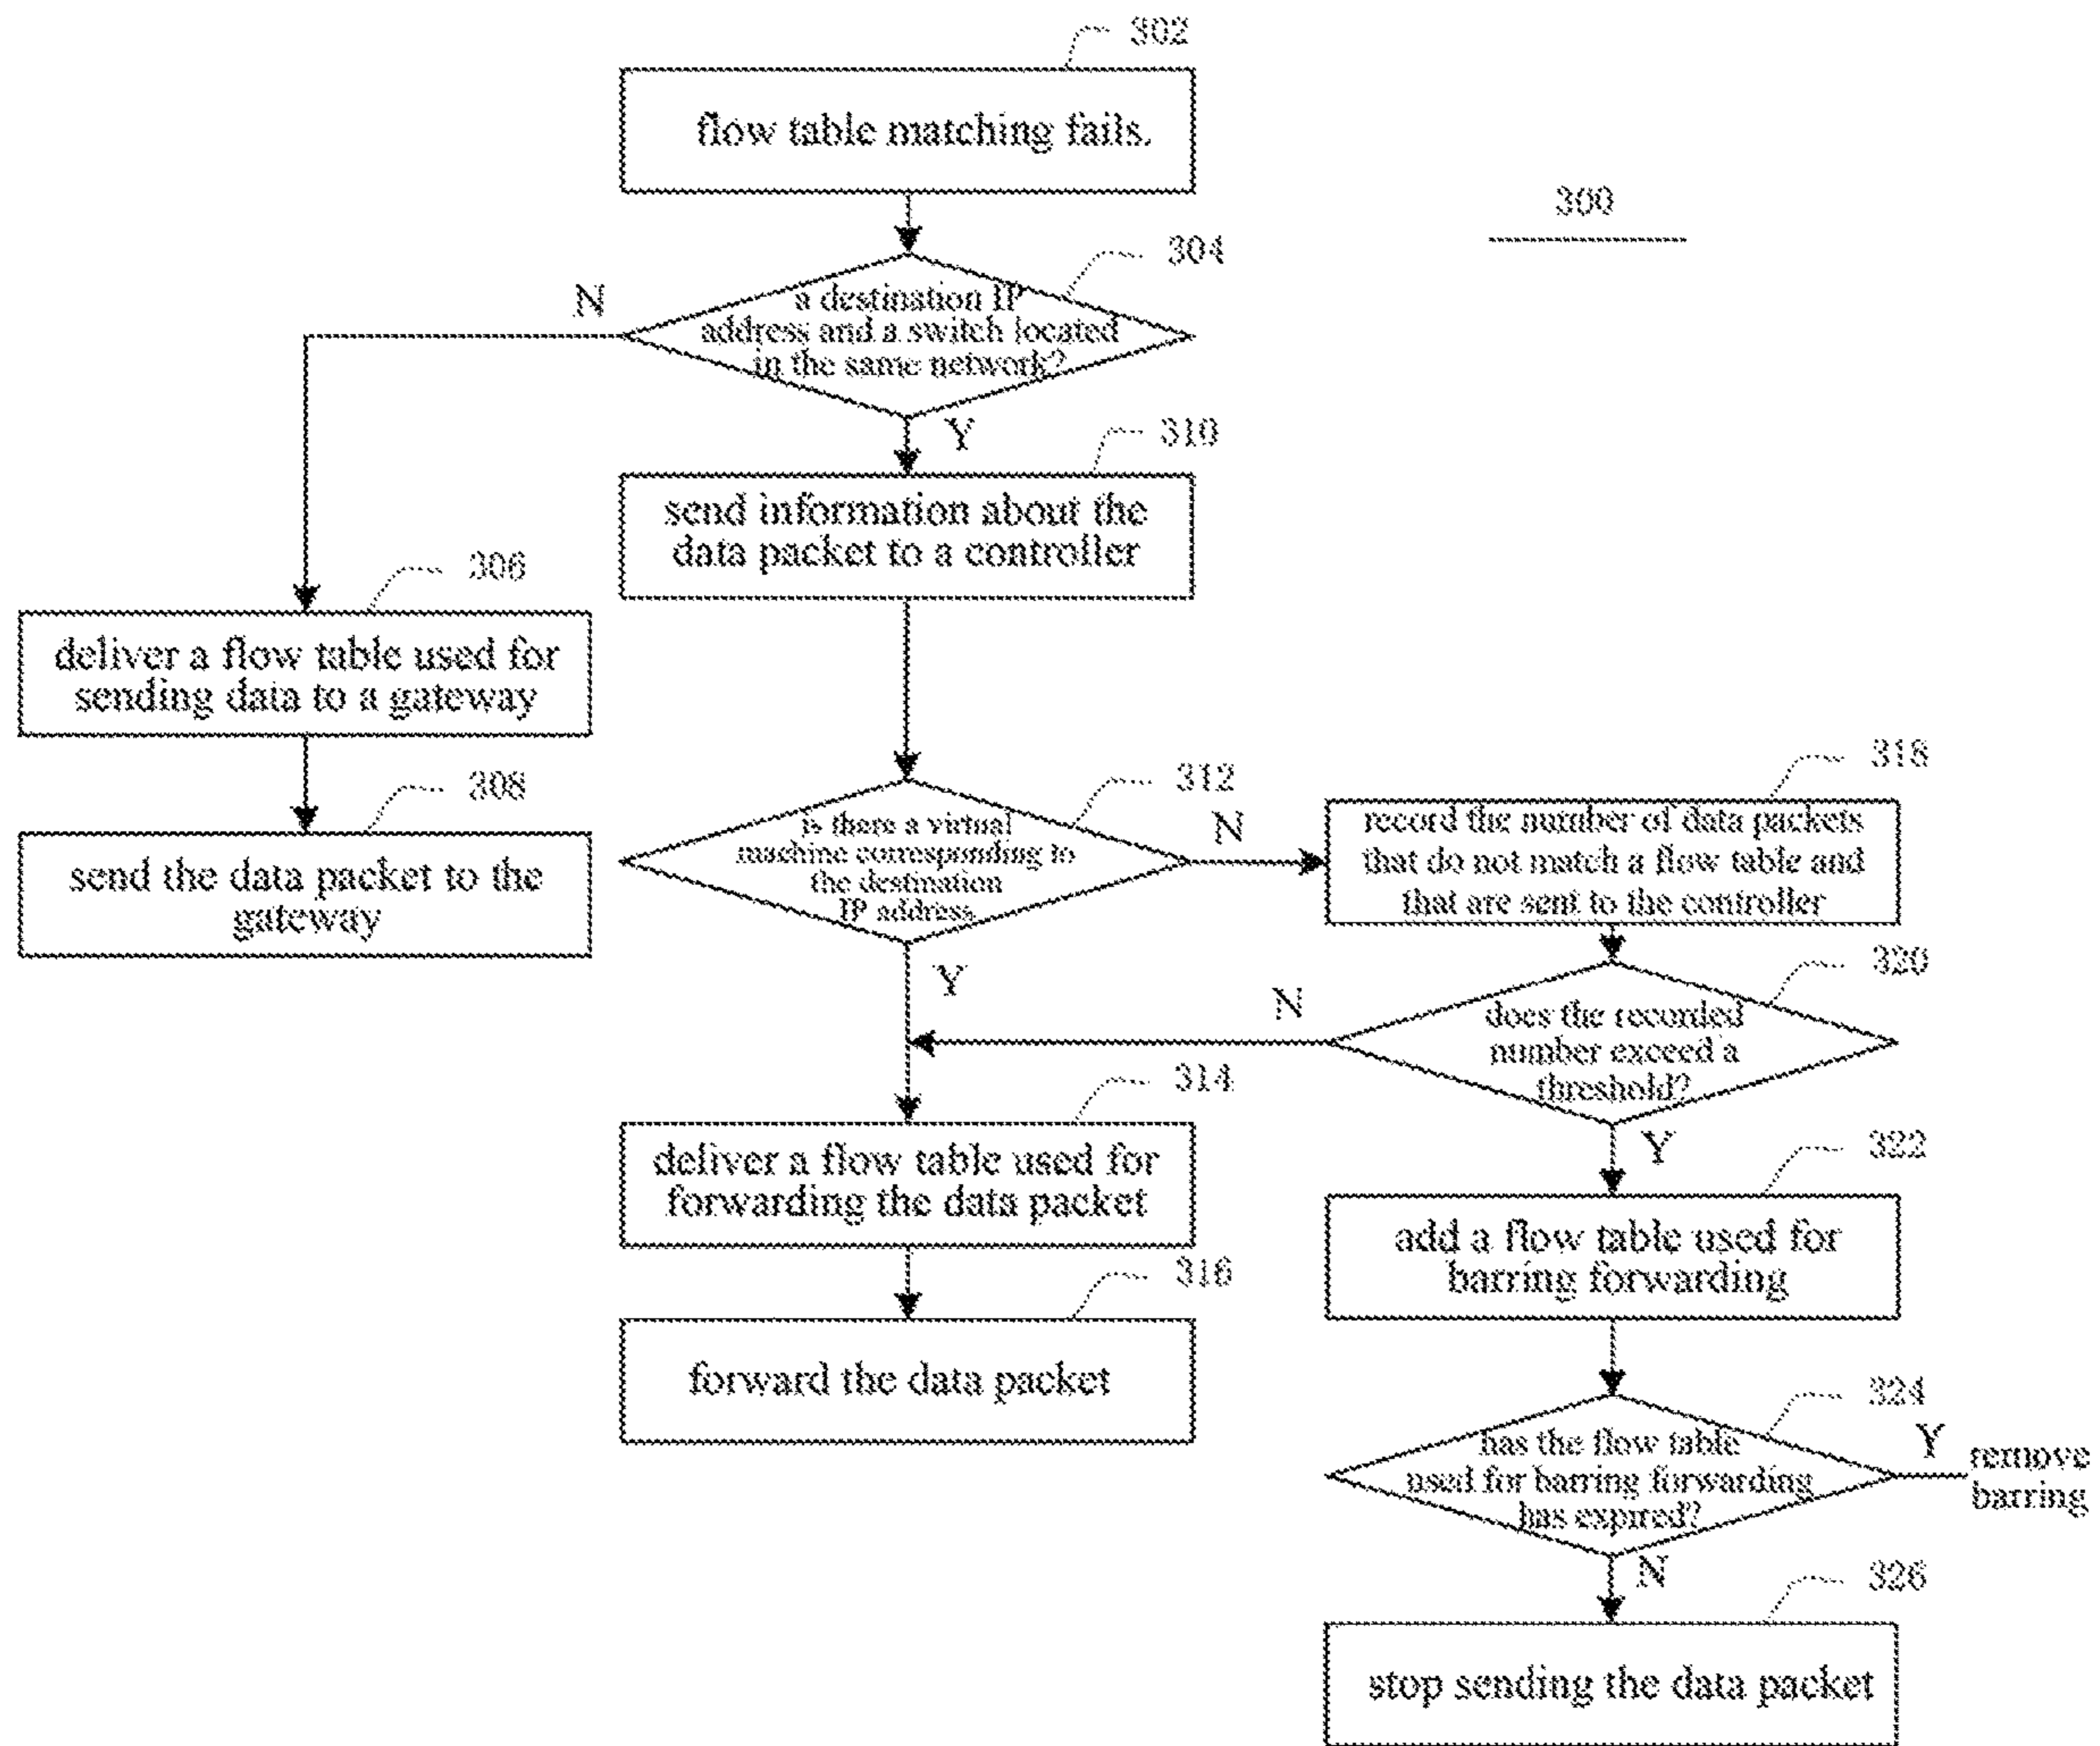 302
flow table matching fails.
300
304
N
a destination IP
address and a switch located
in the same network?
Y
310
send information about the
data packet to a controller
306
deliver a flow table used for
sending data to a gateway
308
send the data packet to the
gateway
312
is there a virtual
machine corresponding to
the destination
IP address
N
318
record the number of data packets
that do not match a flow table and
that are sent to the controller
Y
320
N
does the recorded
number exceed a
threshold?
314
deliver a flow table used for
forwarding the data packet
Y
322
add a flow table used for
barring forwarding
316
forward the data packet
324
has the flow table
used for barring forwarding
has expired?
Y
remove
barring
N
326
stop sending the data packet